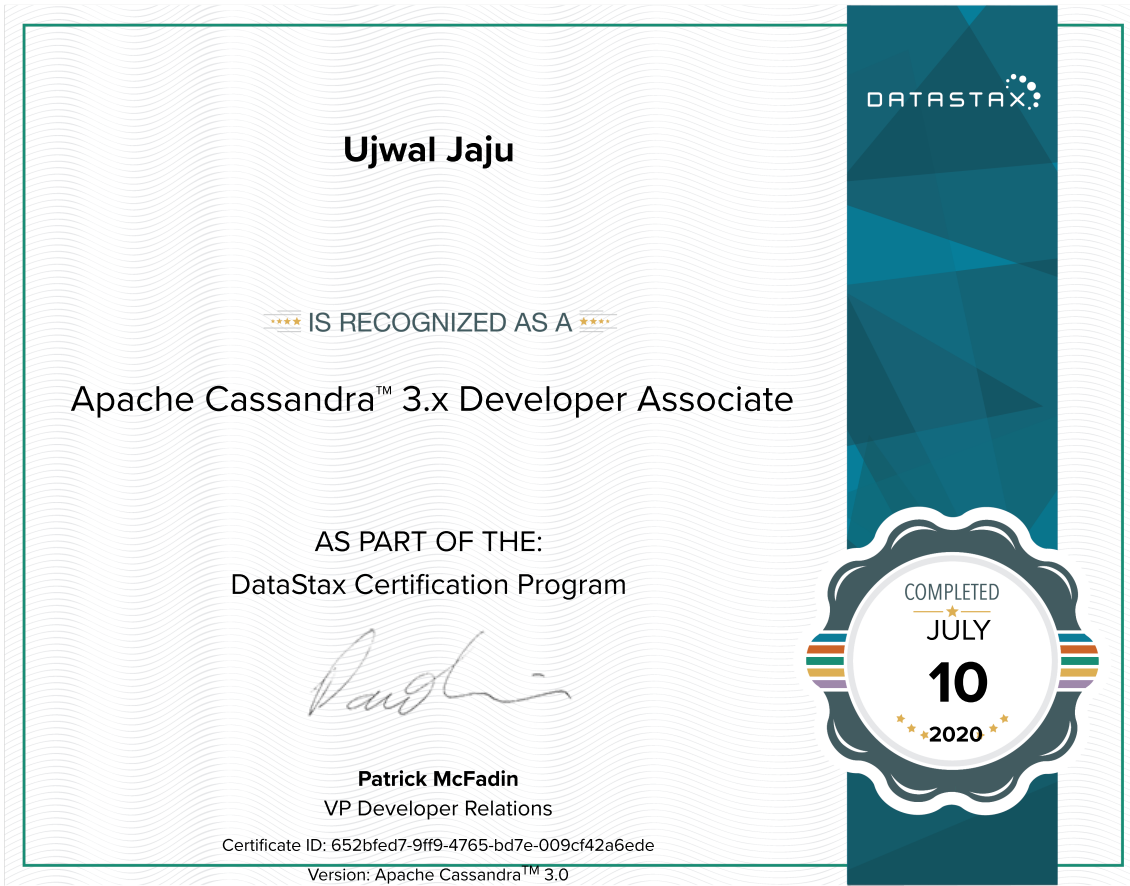 DATASTAX
Ujwal Jaju
IS RECOGNIZED AS A
Apache Cassandra™ 3.x Developer Associate
AS PART OF THE:
DataStax Certification Program
Patrick McFadin
VP Developer Relations
Certificate ID: 652bfed7-9ff9-4765-bd7e-009cf42a6ede
Version: Apache Cassandra™ 3.0
COMPLETED
JULY
10
2020